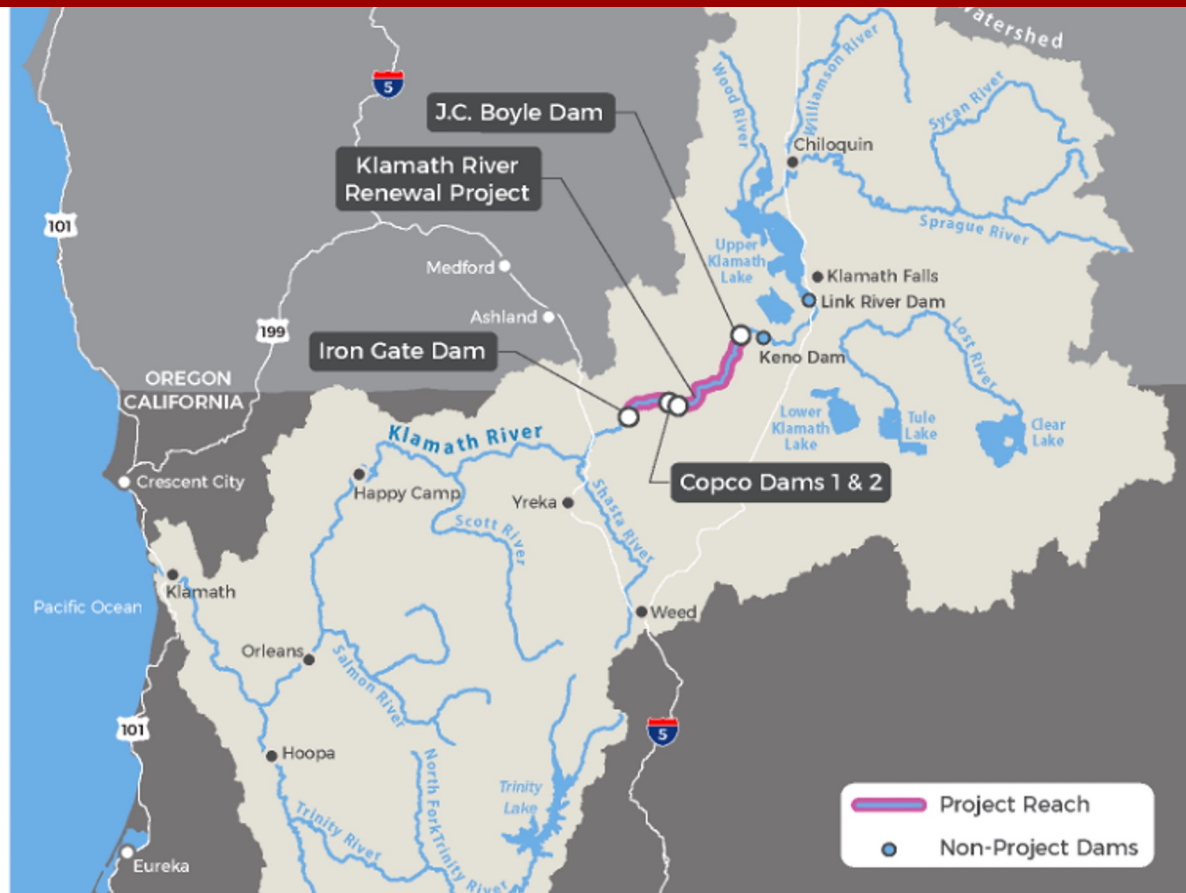 Watershed
Williamson River
Wood River
Sycan River
5
J.C. Boyle Dam
Chiloquin
Klamath River
Renewal Project
101
Sprague River
Upper
Klamath
Lake
Medford
Klamath Falls
Link River Dam
Ashland
199
Iron Gate Dam
Keno Dam
Lost River
OREGON
CALIFORNIA
Lower
Klamath
Lake
Tule
Lake
Clear
Lake
Klamath River
Crescent City
Happy Camp
Copco Dams 1 & 2
Yreka
Shasta River
Scott River
Klamath
Pacific Ocean
Weed
Orleans
Salmon River
101
5
Hoopa
North Fork Trinity River
Trinity
Lake
Trinity River
Project Reach
Non-Project Dams
Eureka